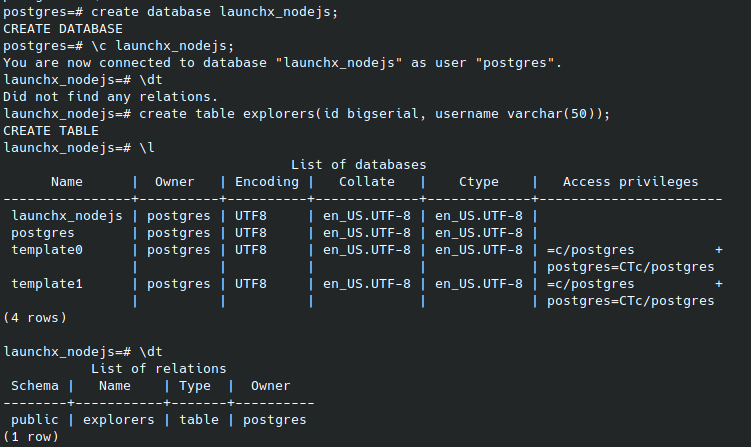 postgres=# create database launchx_nodejs;
CREATE DATABASE
postgres=# \c launchx_nodejs;
You are now connected to database "launchx_nodejs" as user "postgres".
launchx_nodejs=# \dt
Did not find any relations.
launchx_nodejs=# create table explorers(id bigserial, username varchar(50));
CREATE TABLE
launchx_nodejs=# \l
                                  List of databases
      Name      |  Owner   | Encoding |   Collate   |    Ctype    |   Access privileges
----------------+----------+----------+-------------+-------------+-----------------------
 launchx_nodejs | postgres | UTF8     | en_US.UTF-8 | en_US.UTF-8 |
 postgres       | postgres | UTF8     | en_US.UTF-8 | en_US.UTF-8 |
 template0      | postgres | UTF8     | en_US.UTF-8 | en_US.UTF-8 | =c/postgres          +
                |          |          |             |             | postgres=CTc/postgres
 template1      | postgres | UTF8     | en_US.UTF-8 | en_US.UTF-8 | =c/postgres          +
                |          |          |             |             | postgres=CTc/postgres
(4 rows)

launchx_nodejs=# \dt
           List of relations
 Schema |   Name    | Type  |  Owner
--------+-----------+-------+----------
 public | explorers | table | postgres
(1 row)